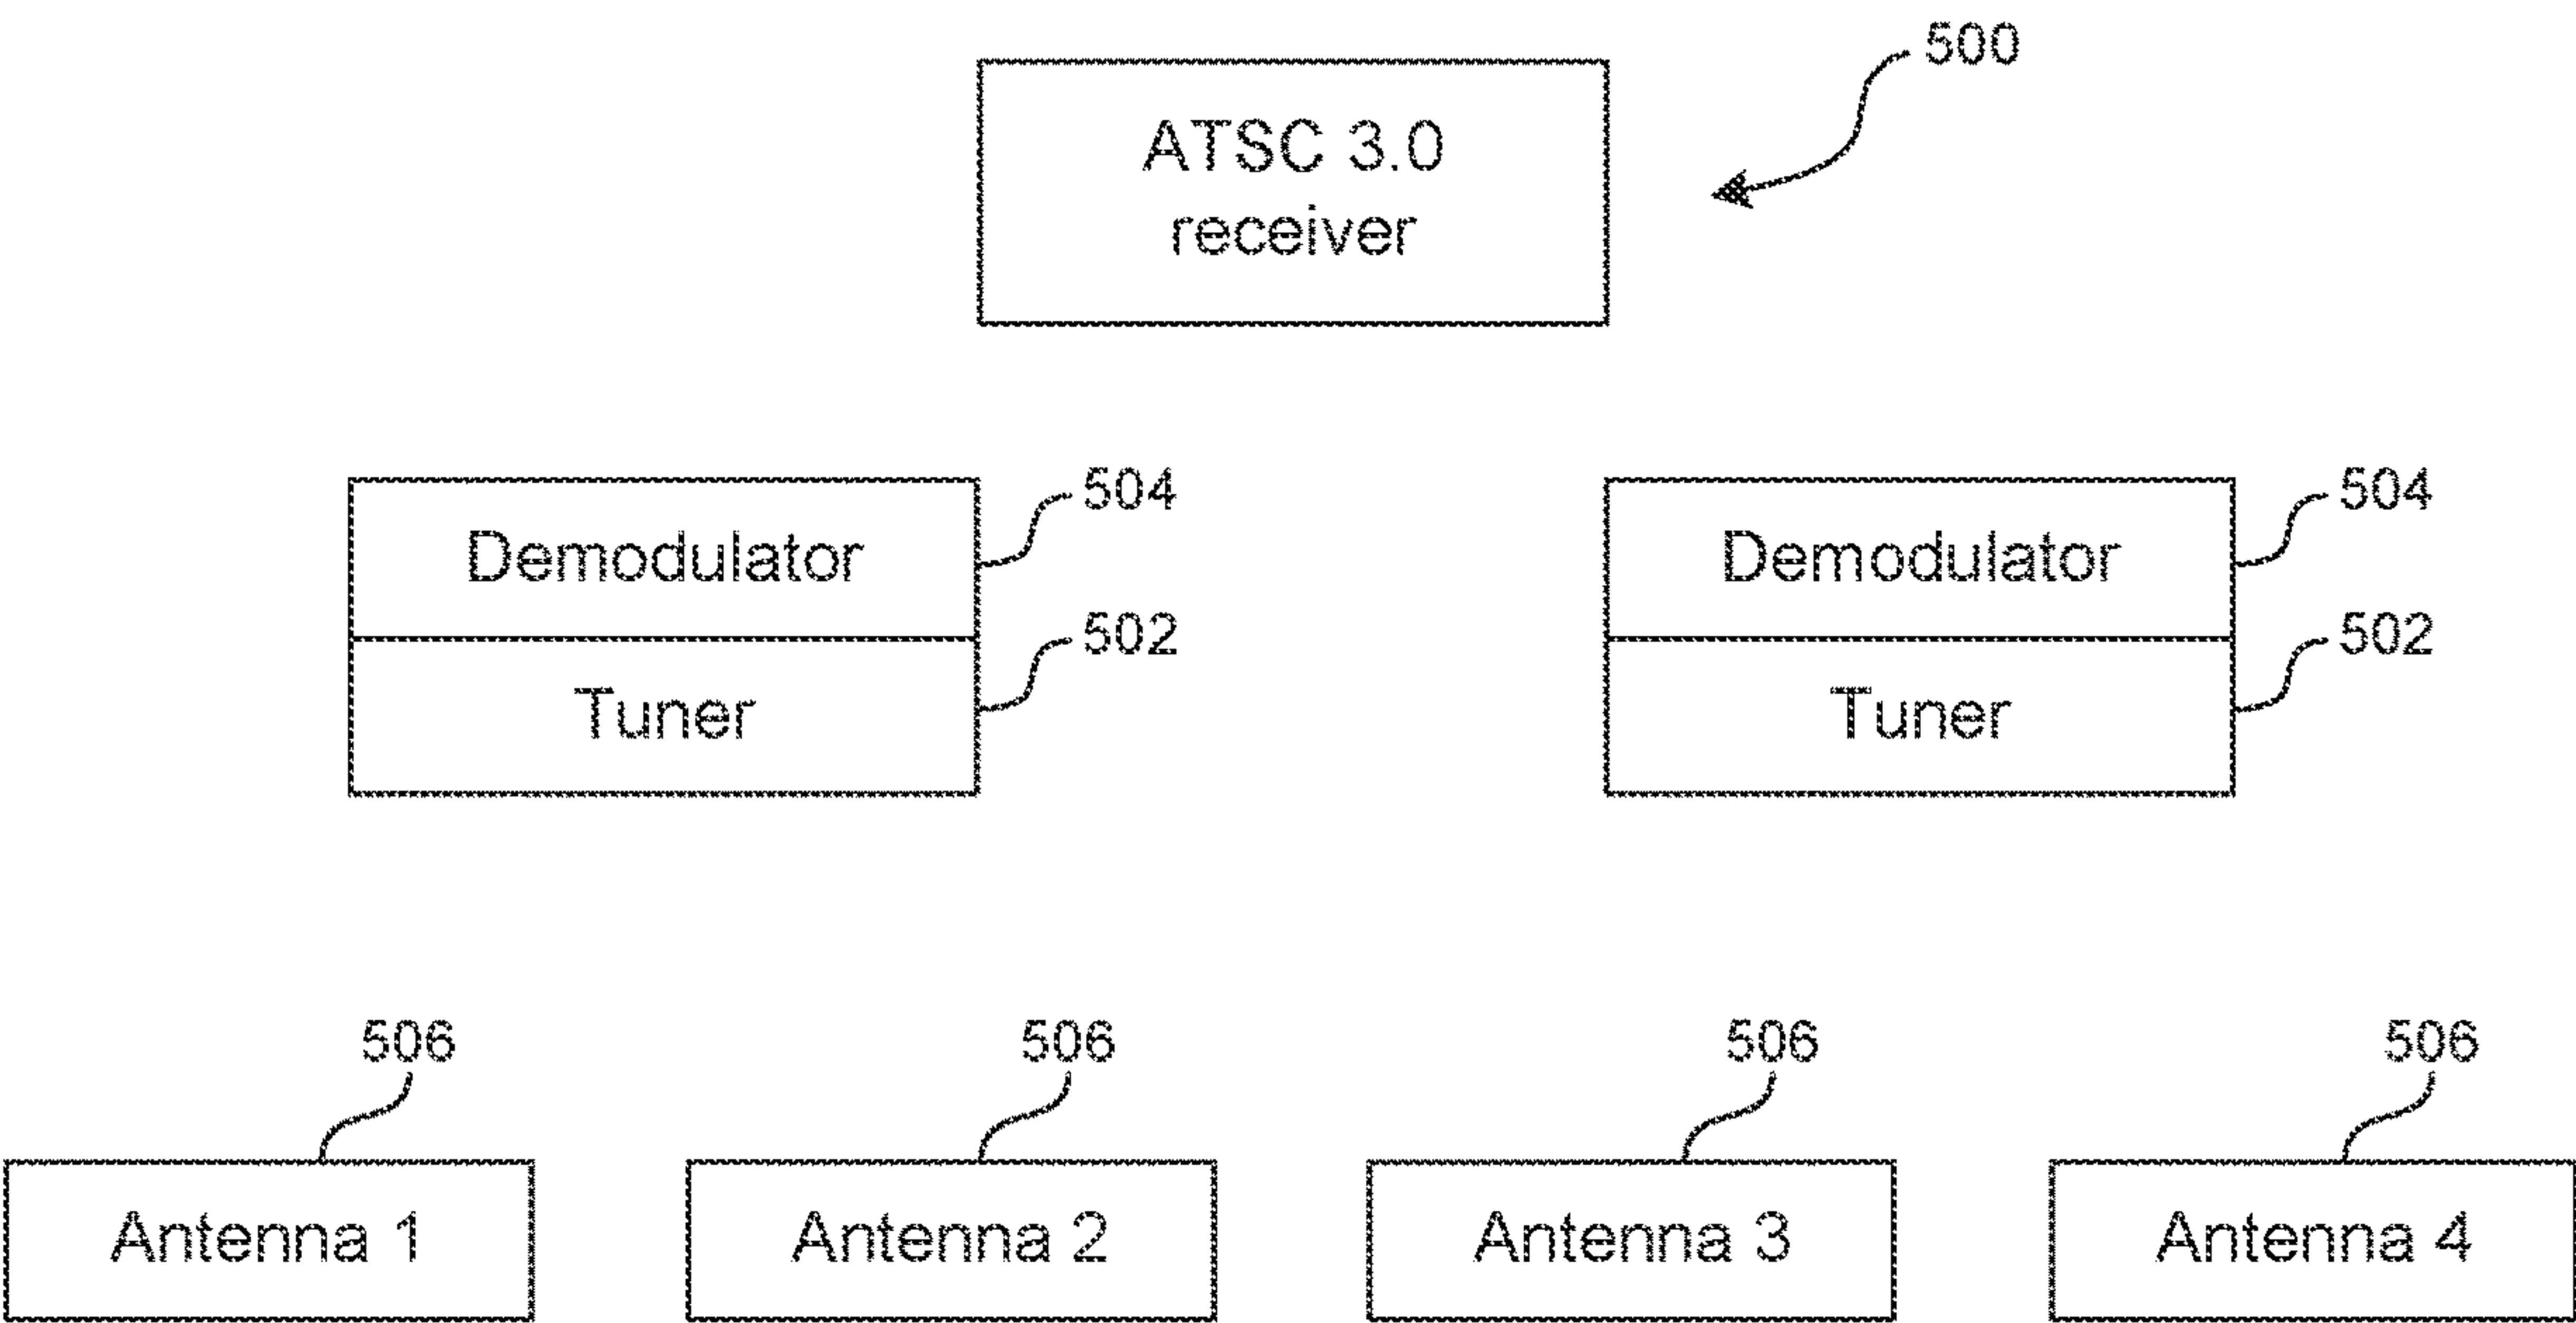 500
ATSC 3.0
receiver
504
504
Demodulator
Demodulator
502
502
Tuner
Tuner
506
506
506
506
Antenna 1
Antenna 2
Antenna 3
Antenna 4